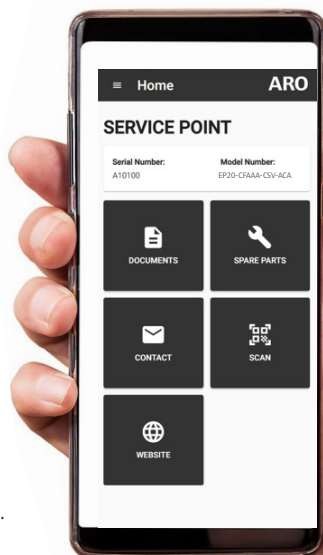 Home ARO
SERVICE POINT
Serial Number: Model Number:
A10100 EP20-CFAAA-CSV-ACA
DOCUMENTS SPARE PARTS
CONTACT SCAN
WEBSITE
.